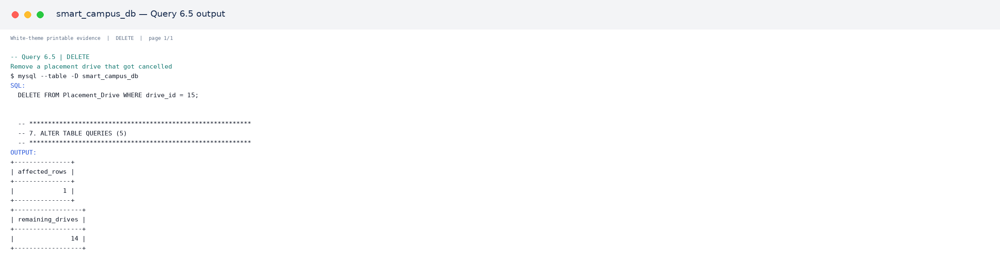 smart_campus_db — Query 6.5 output
White-theme printable evidence  |  DELETE  |  page 1/1
-- Query 6.5 | DELETE
Remove a placement drive that got cancelled
$ mysql --table -D smart_campus_db
SQL:
  DELETE FROM Placement_Drive WHERE drive_id = 15;
  -- ***********************************************************
  -- 7. ALTER TABLE QUERIES (5)
  -- ***********************************************************
OUTPUT:
+---------------+
| affected_rows |
+---------------+
|             1 |
+---------------+
+------------------+
| remaining_drives |
+------------------+
|               14 |
+------------------+